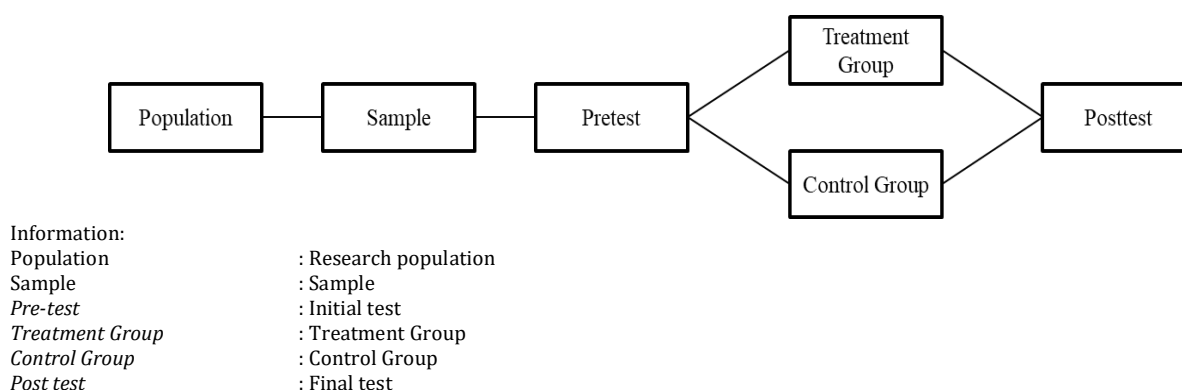 Treatment
Group
Population
Sample
Pretest
Posttest
Control Group
Information:
Population : Research population
Sample : Sample
Pre-test : Initial test
Treatment Group : Treatment Group
Control Group : Control Group
Post test : Final test